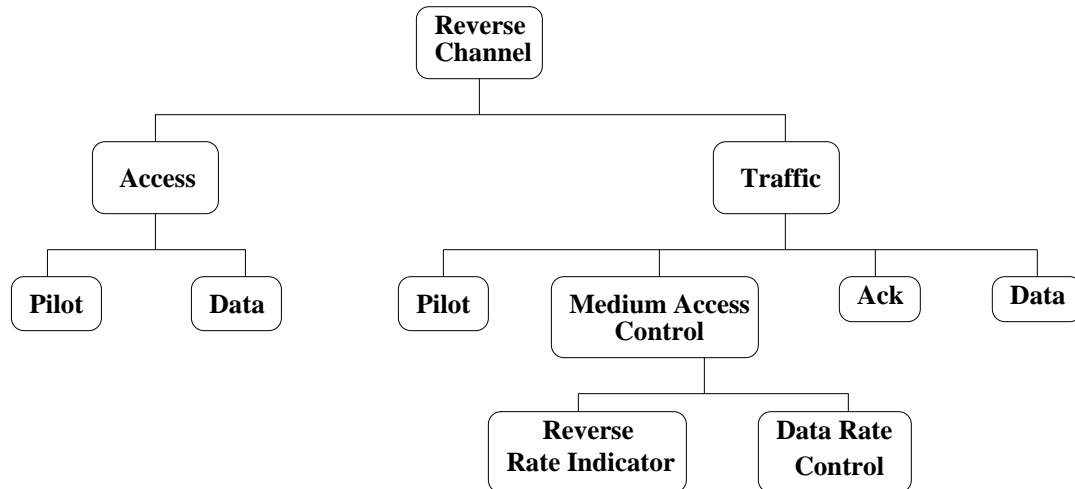 Reverse
Channel
Access
Traffic
Pilot
Data
Pilot
Medium Access
Control
Ack
Data
Reverse
Rate Indicator
Data Rate
Control